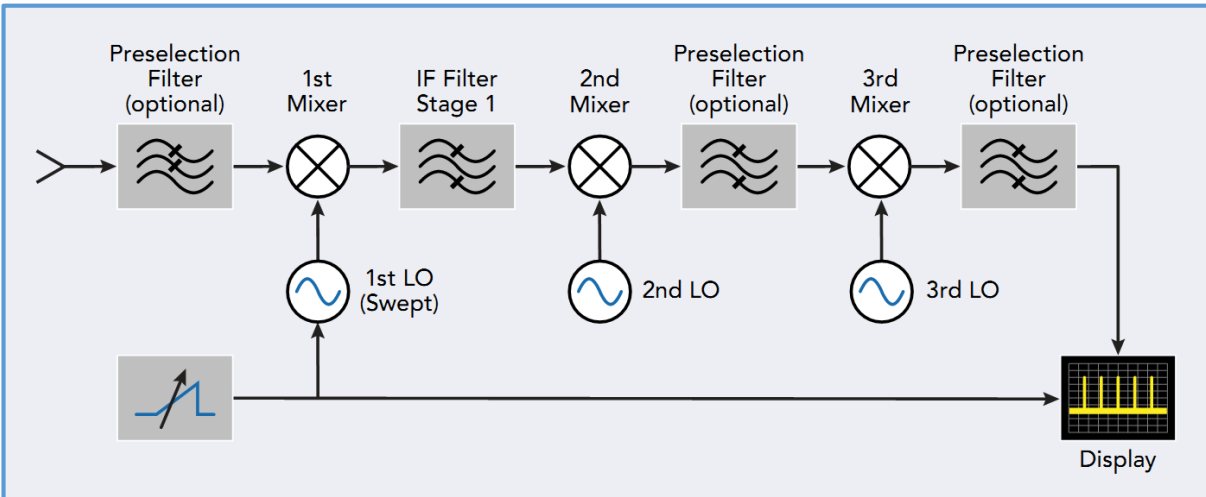 Preselection
Filter
(optional)
1st
Mixer
IF Filter
Stage 1
2nd
Mixer
Preselection
Filter
(optional)
3rd
Mixer
Preselection
Filter
(optional)
1st LO
(Swept)
2nd LO
3rd LO
Display